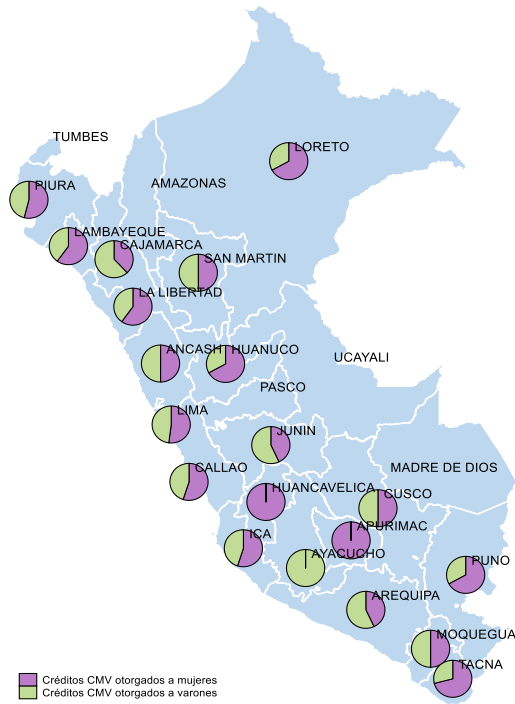 TUMBES
LORETO
PIURA
AMAZONAS
LAMBAYEQUE
CAJAMARCA
SAN MARTIN
LA LIBERTAD
ANCASH
HUANUCO
UCAYALI
PASCO
LIMA
JUNIN
CALLAO
MADRE DE DIOS
HUANCAVELICA
CUSCO
APURIMAC
ICA
AYACUCHO
PUNO
AREQUIPA
MOQUEGUA
TACNA
Créditos CMV otorgados a mujeres
Créditos CMV otorgados a varones